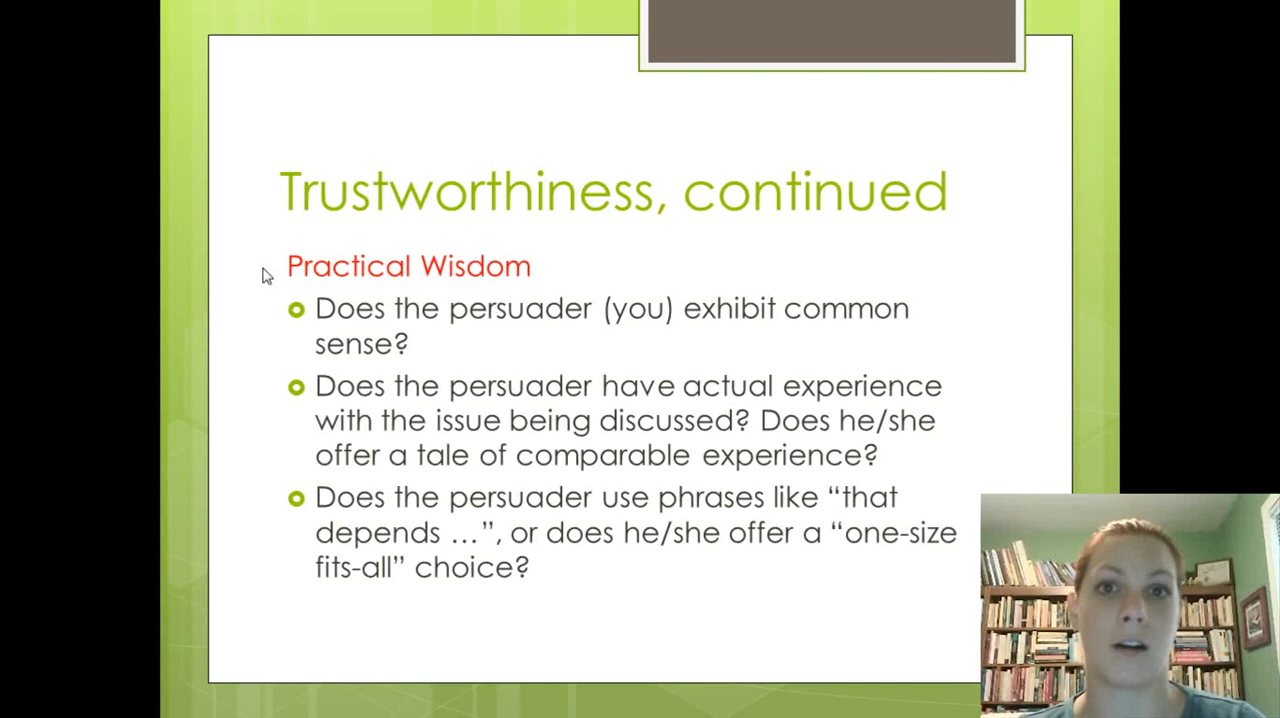 Trustworthiness, continued
Practical Wisdom
Does the persuader (you) exhibit common
sense?
Does the persuader have actual experience
with the issue being discussed? Does he/she
offer a tale of comparable experience?
Does the persuader use phrases like “that
depends …”, or does he/she offer a “one-size
fits-all” choice?